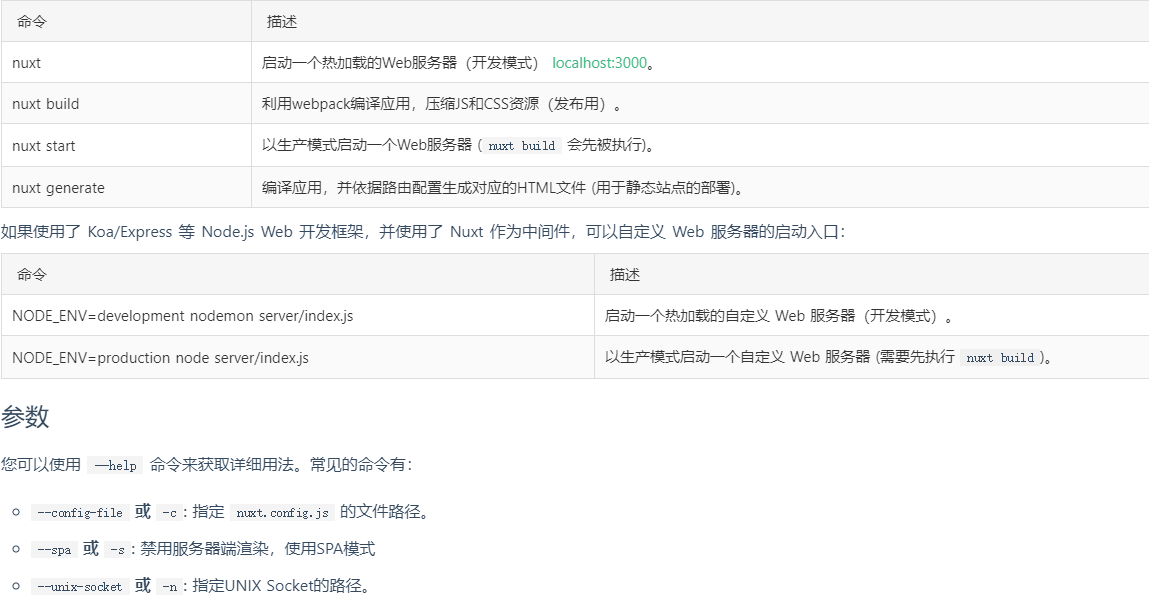 命令 描述
nuxt 启动一个热加载的Web服务器（开发模式） localhost:3000。
nuxt build 利用webpack编译应用，压缩JS和CSS资源（发布用）。
nuxt start 以生产模式启动一个Web服务器 (nuxt build 会先被执行)。
nuxt generate 编译应用，并依据路由配置生成对应的HTML文件 (用于静态站点的部署)。
如果使用了 Koa/Express 等 Node.js Web 开发框架，并使用了 Nuxt 作为中间件，可以自定义 Web 服务器的启动入口：
命令 描述
NODE_ENV=development nodemon server/index.js 启动一个热加载的自定义 Web 服务器（开发模式）。
NODE_ENV=production node server/index.js 以生产模式启动一个自定义 Web 服务器 (需要先执行 nuxt build)。
参数
您可以使用 —help 命令来获取详细用法。常见的命令有：
--config-file 或 -c : 指定 nuxt.config.js 的文件路径。
--spa 或 -s : 禁用服务器端渲染，使用SPA模式
--unix-socket 或 -n : 指定UNIX Socket的路径。